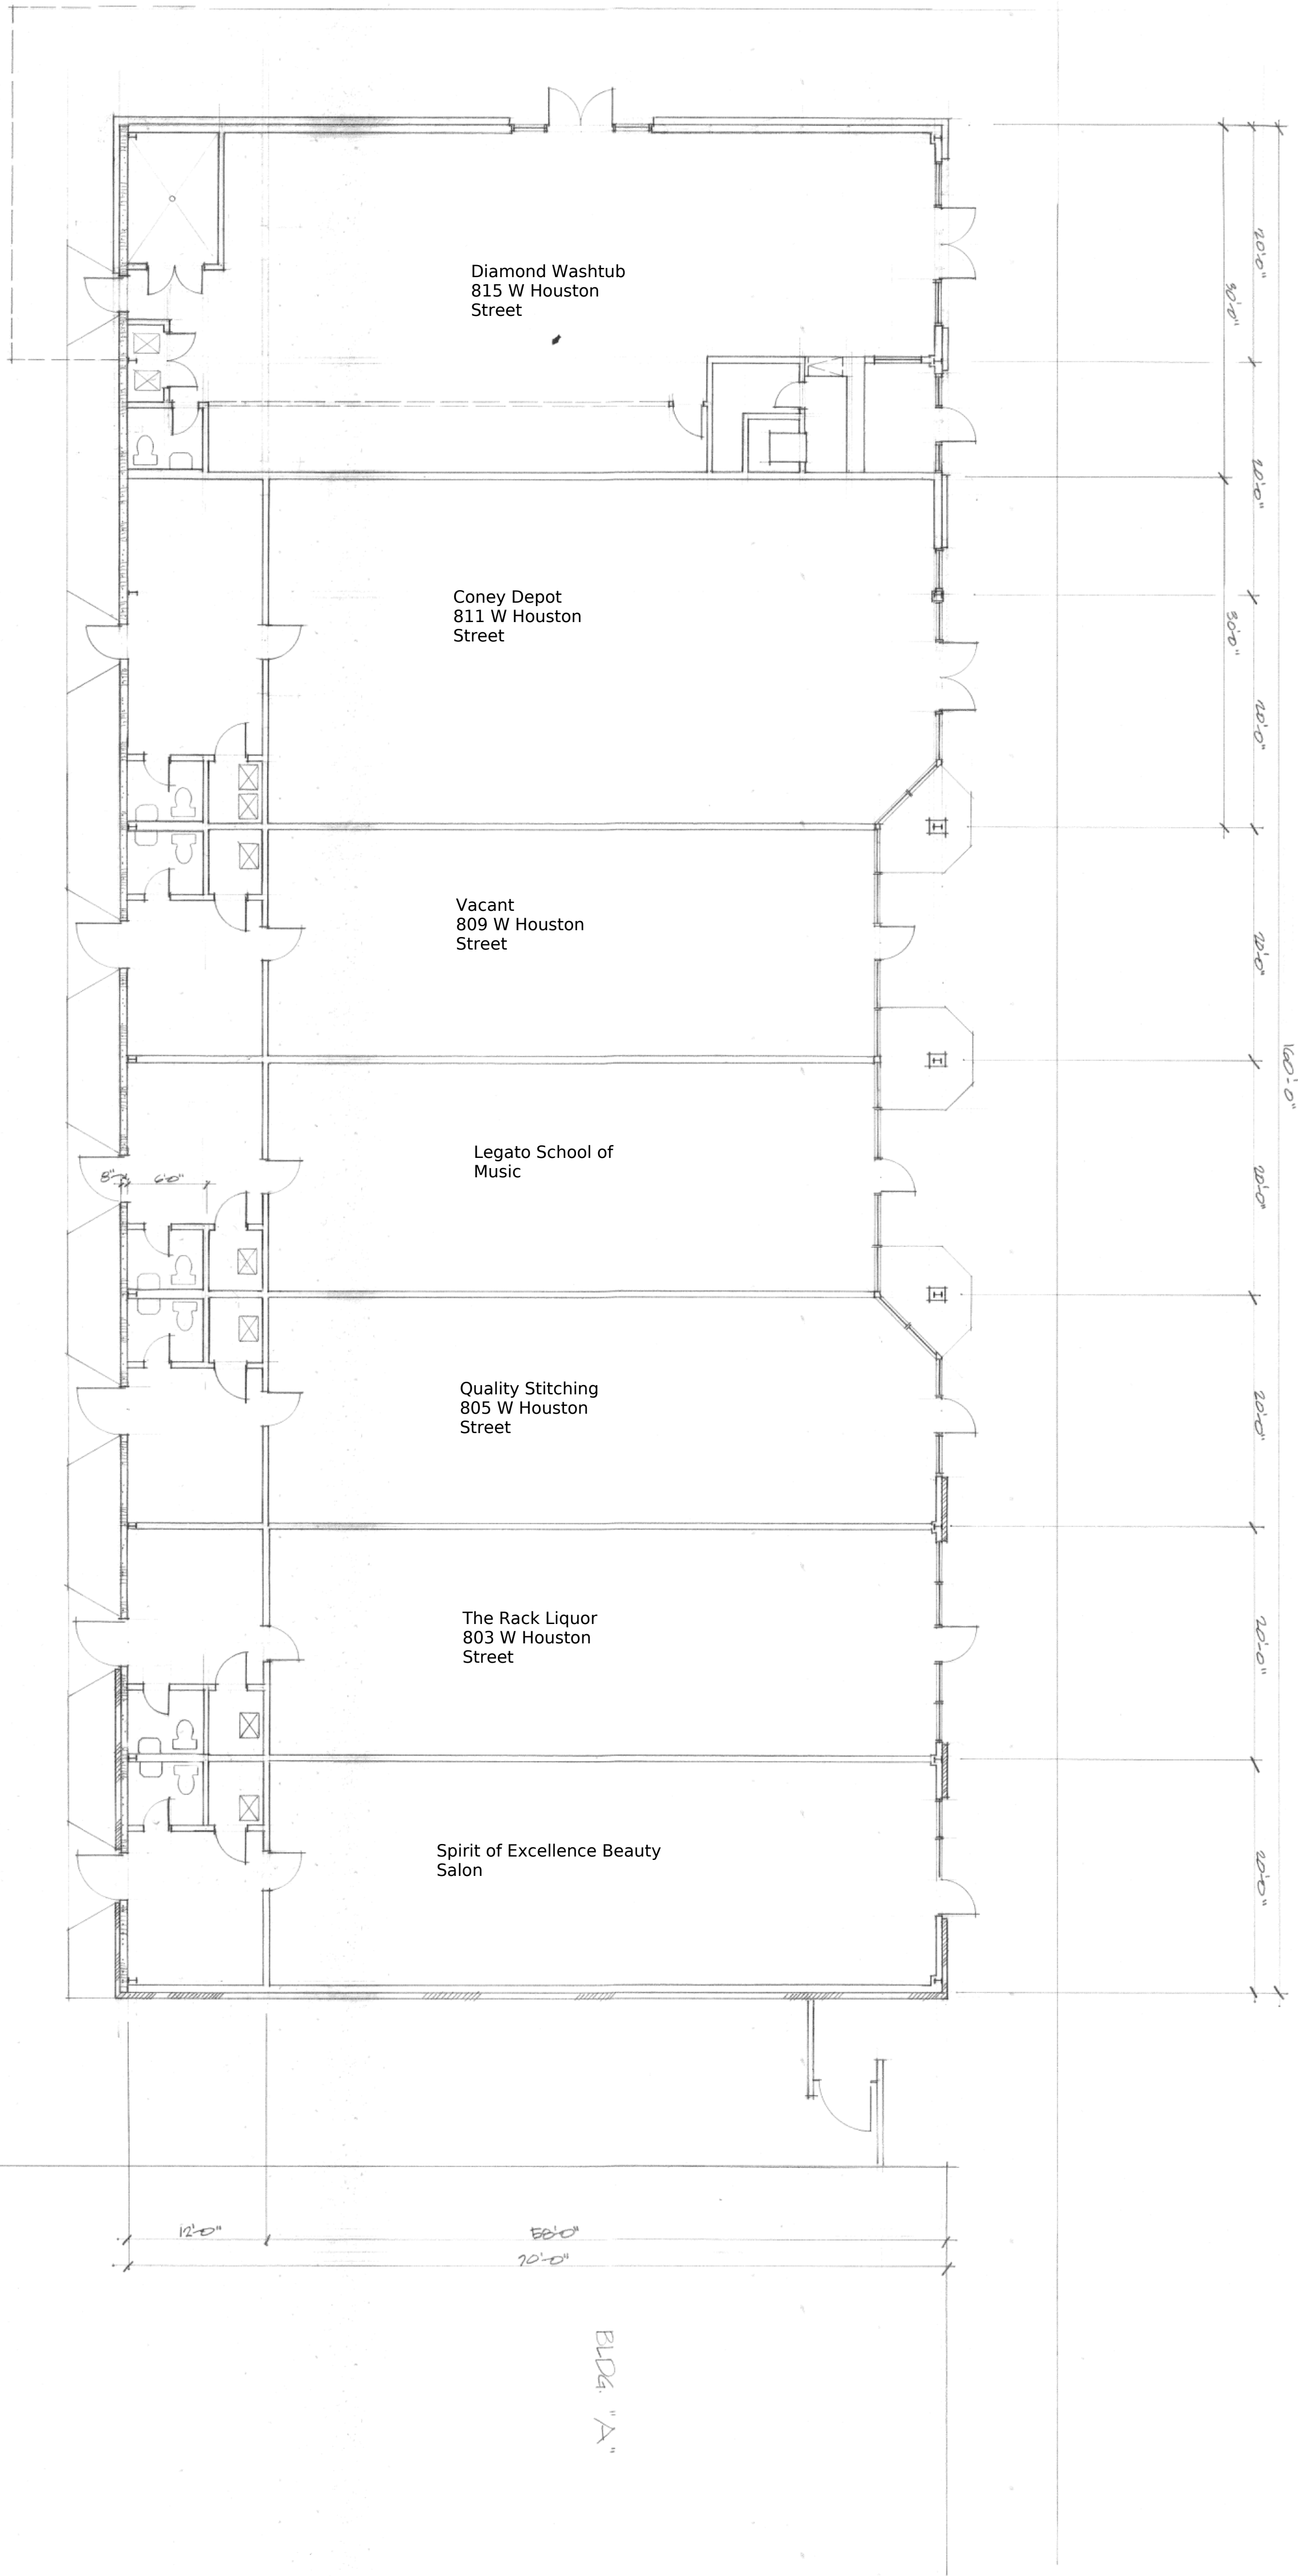 20'-0"
30'-0"
Diamond Washtub
815 W Houston
Street
20'-0"
Coney Depot
811 W Houston
Street
30'-0"
20'-0"
Vacant
809 W Houston
Street
20'-0"
160'-0"
Legato School of
Music
8"
6'0"
20'-0"
Quality Stitching
805 W Houston
Street
20'-0"
The Rack Liquor
803 W Houston
Street
20'-0"
Spirit of Excellence Beauty
Salon
20'-0"
12'-0"
58'-0"
70'-0"
BLDG. "A"